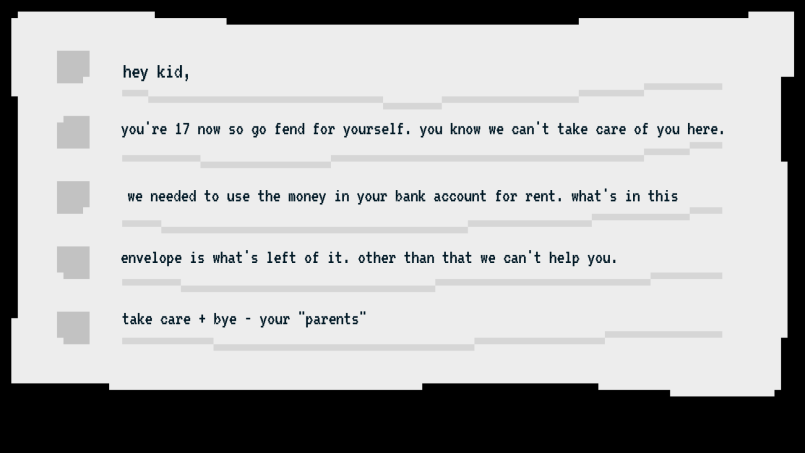 hey kid,
you're 17 now so go fend for yourself. you know we can't take care of you here.
we needed to use the money in your bank account for rent. what's in this
envelope is what's left of it. other than that we can't help you.
take care + bye - your "parents"